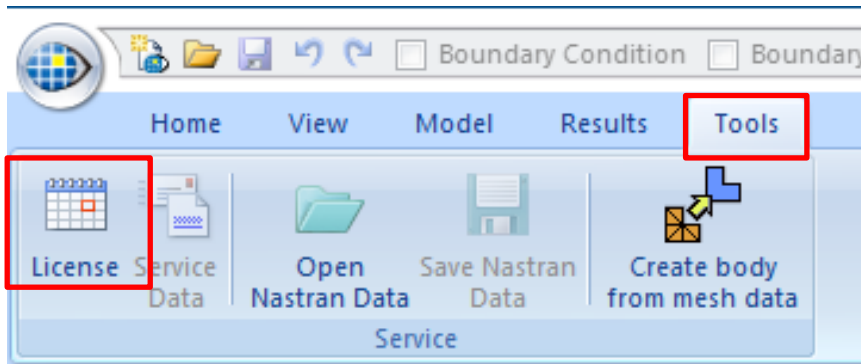 Boundary Condition Boundary
Home View Model Results Tools
License Service Open Save Nastran Create body
Data Nastran Data Data from mesh data
Service